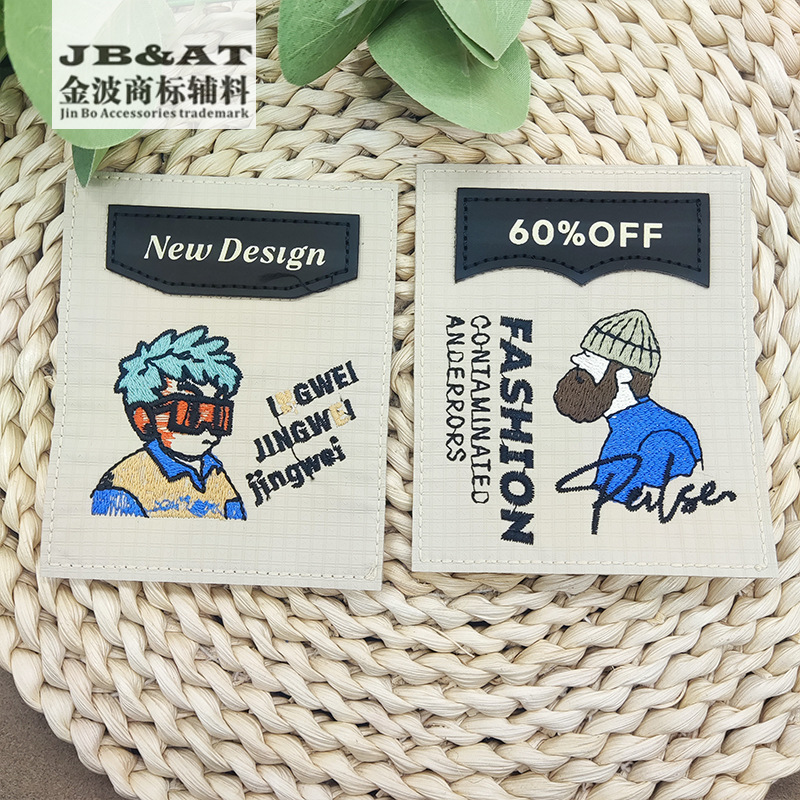 JB&AT
金波商标辅料
Jin Bo Accessories trademark
New Design
JINGWEI
JINGWEI
jingwei
60%OFF
FASHION
CONTAMINATED
ANDERRORS